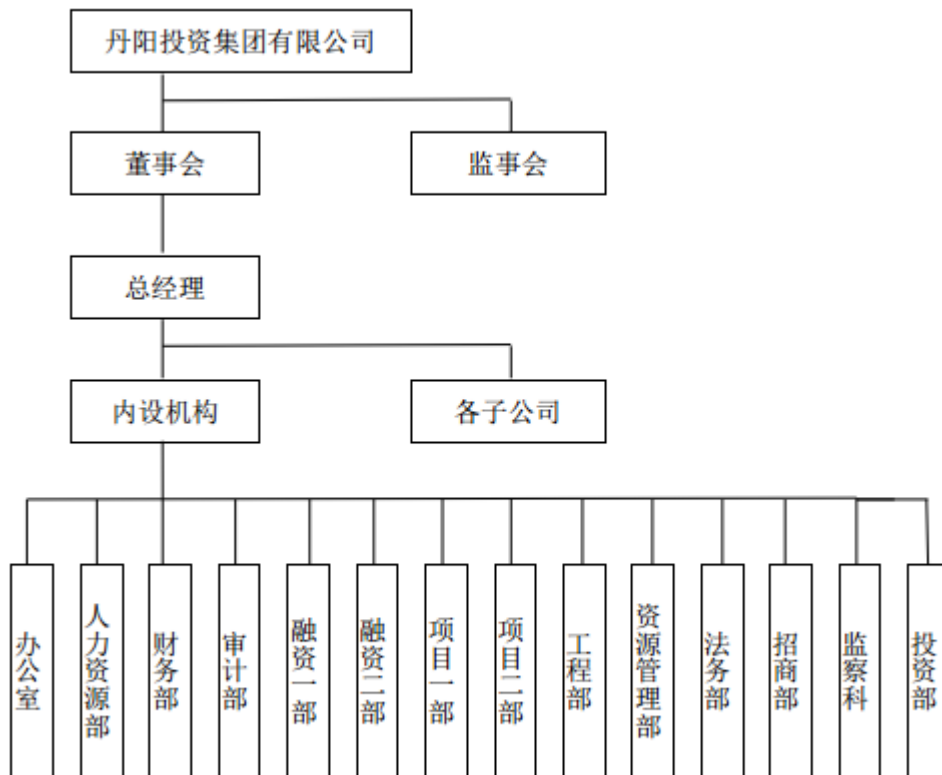 丹阳投资集团有限公司
董事会
监事会
总经理
内设机构
各子公司
办公室
人力资源部
财务部
审计部
融资一部
融资二部
项目一部
项目二部
工程部
资源管理部
法务部
招商部
监察科
投资部